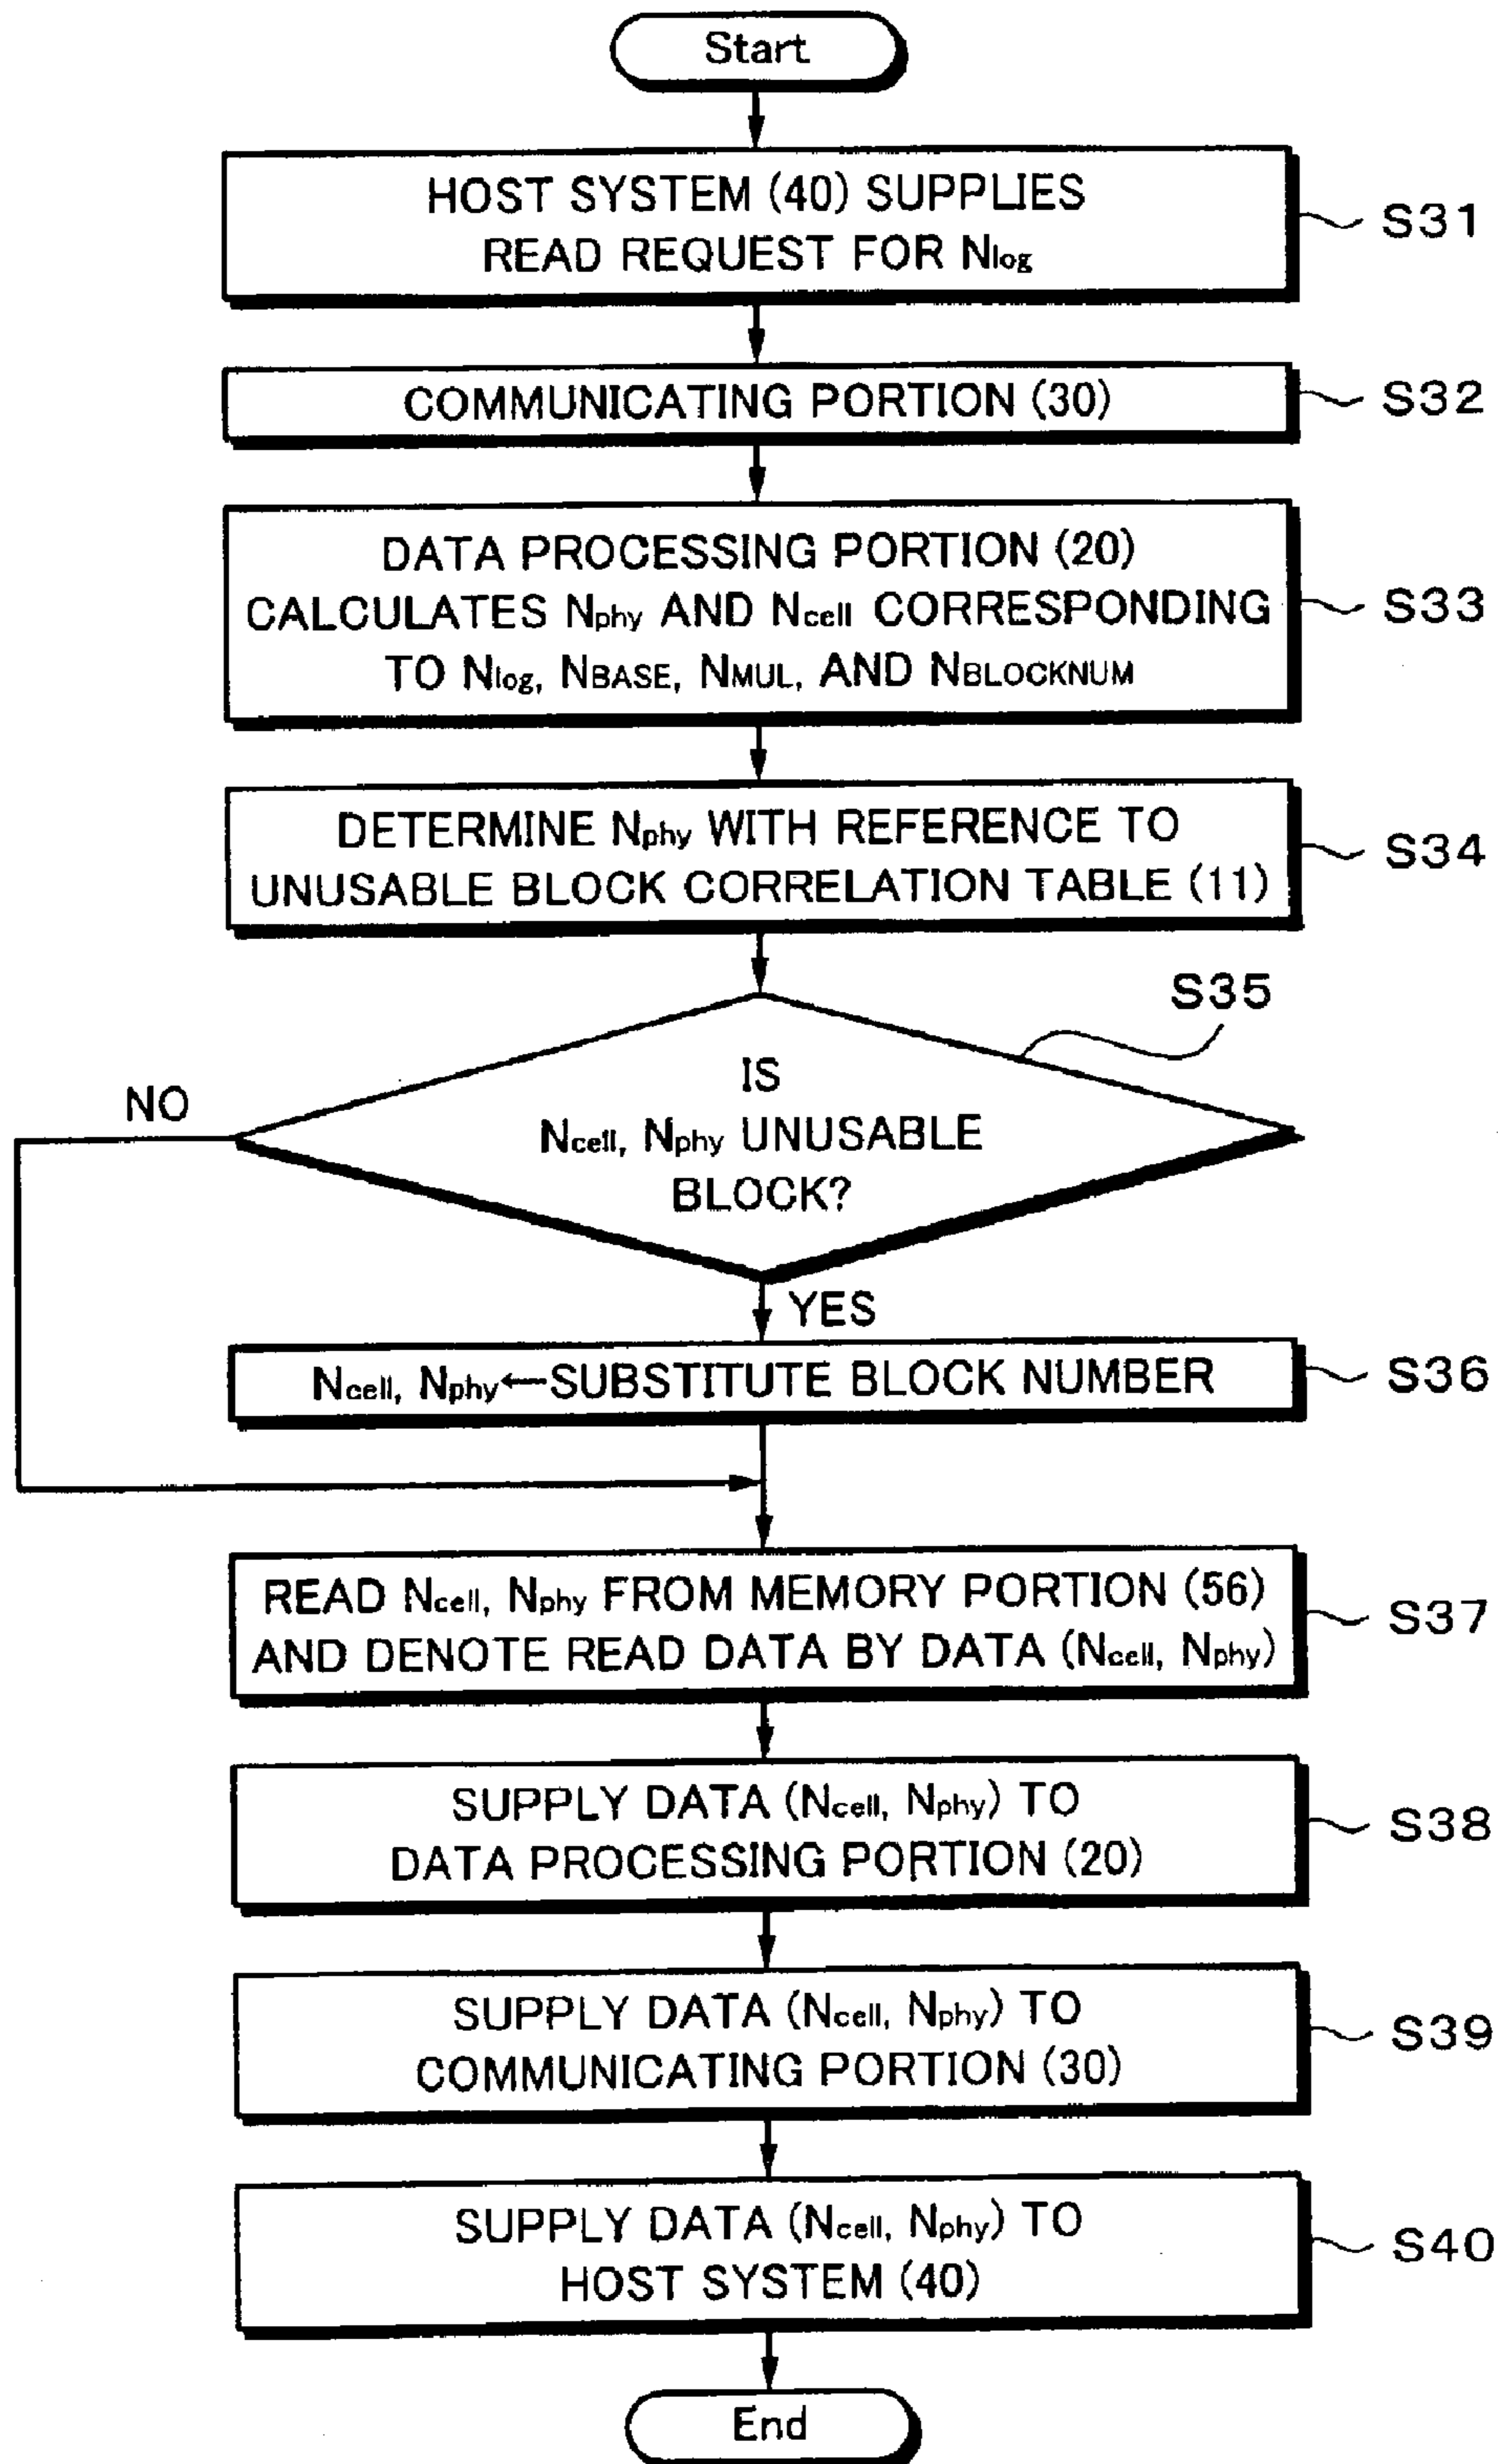 Start
HOST SYSTEM (40) SUPPLIES
READ REQUEST FOR Nlog
S31
COMMUNICATING PORTION (30)
S32
DATA PROCESSING PORTION (20)
CALCULATES Nphy AND Ncell CORRESPONDING
TO Nlog, NBASE, NMUL, AND NBLOCKNUM
S33
DETERMINE Nphy WITH REFERENCE TO
UNUSABLE BLOCK CORRELATION TABLE (11)
S34
S35
IS
Ncell, Nphy UNUSABLE
BLOCK?
NO
YES
Ncell, Nphy←SUBSTITUTE BLOCK NUMBER
S36
READ Ncell, Nphy FROM MEMORY PORTION (56)
AND DENOTE READ DATA BY DATA (Ncell, Nphy)
S37
SUPPLY DATA (Ncell, Nphy) TO
DATA PROCESSING PORTION (20)
S38
SUPPLY DATA (Ncell, Nphy) TO
COMMUNICATING PORTION (30)
S39
SUPPLY DATA (Ncell, Nphy) TO
HOST SYSTEM (40)
S40
End